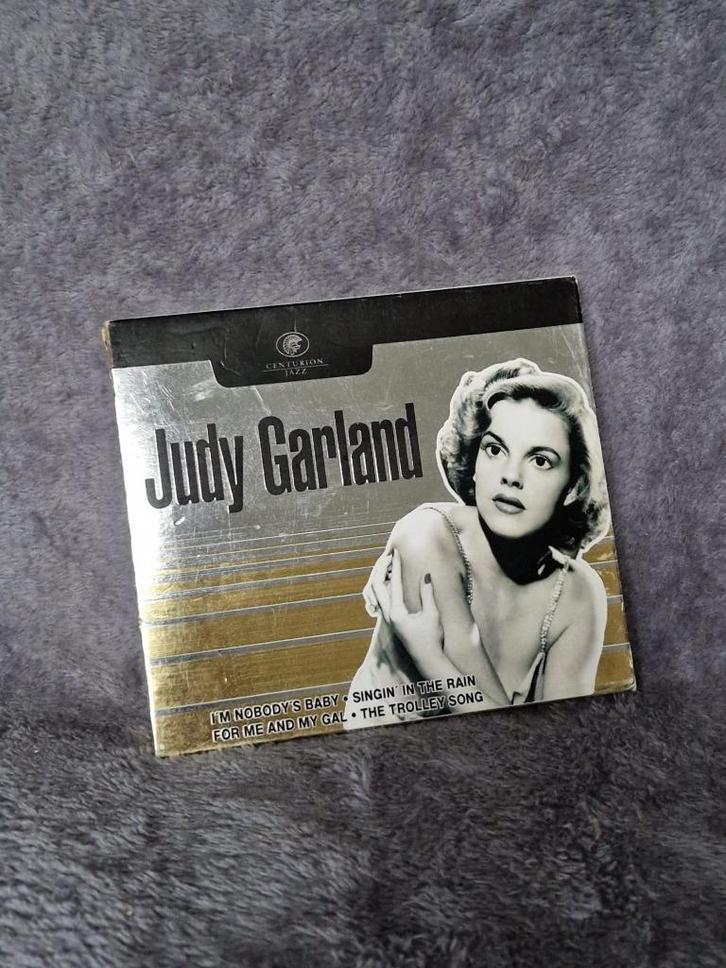 CENTURION
JAZZ
Judy Garland
I'M NOBODY'S BABY • SINGIN' IN THE RAIN
FOR ME AND MY GAL • THE TROLLEY SONG